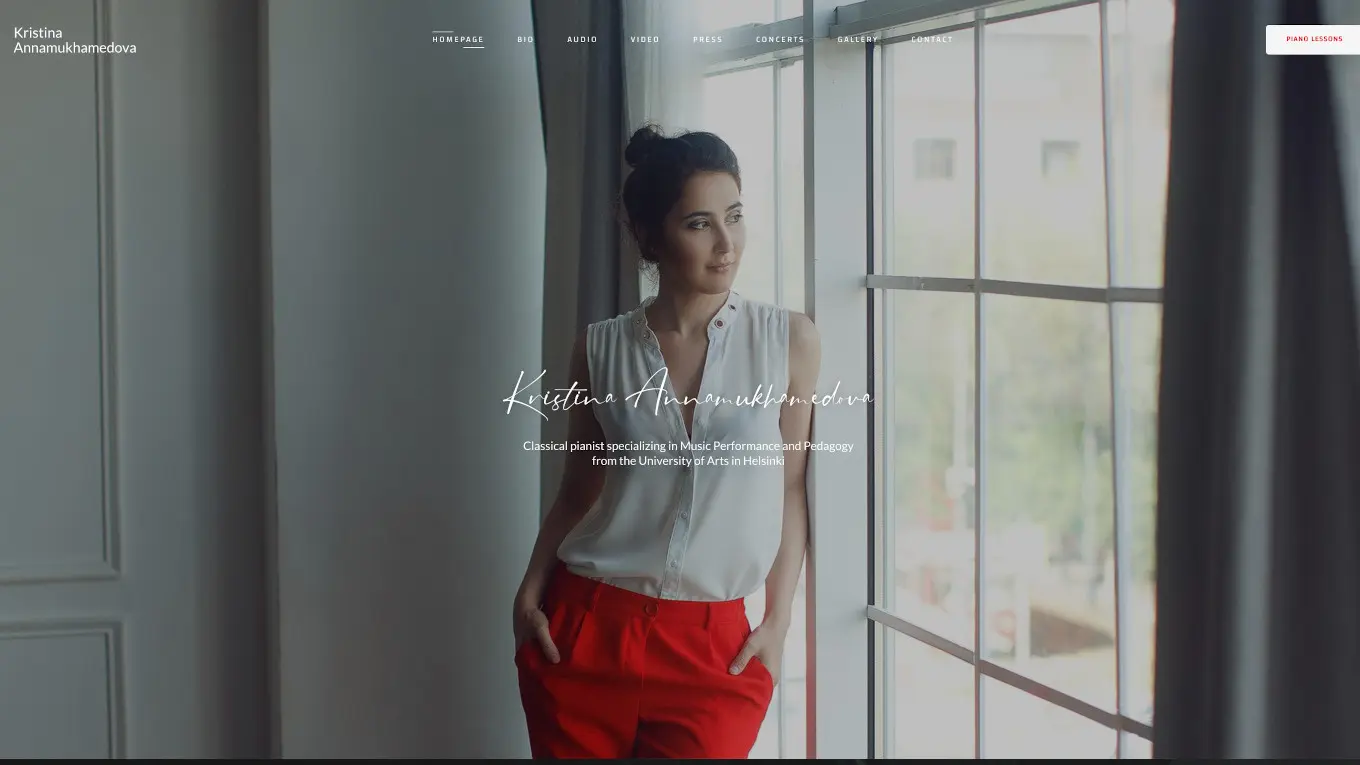 Kristina
Annamukhamedova
HOMEPAGE BIO AUDIO VIDEO PRESS CONCERTS GALLERY CONTACT
PIANO LESSONS
Kristina Annamukhamedova
Classical pianist specializing in Music Performance and Pedagogy
from the University of Arts in Helsinki